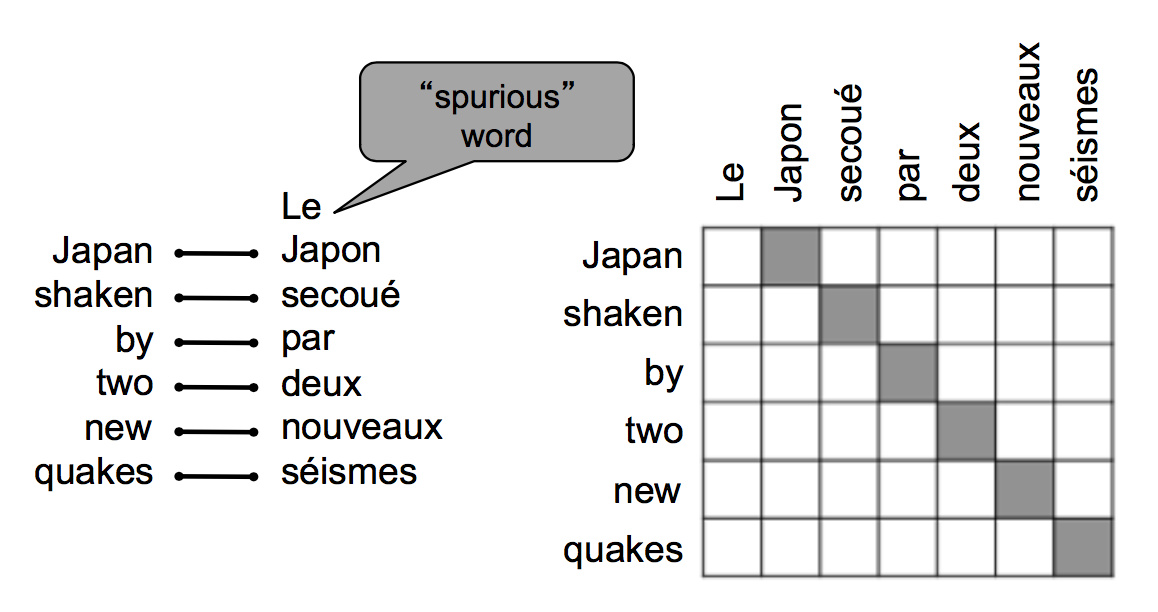 “spurious”
word
Le
Japan Japon
shaken secoué
by par
two deux
new nouveaux
quakes séismes
Le Japon secoué par deux nouveaux séismes
Japan
shaken
by
two
new
quakes